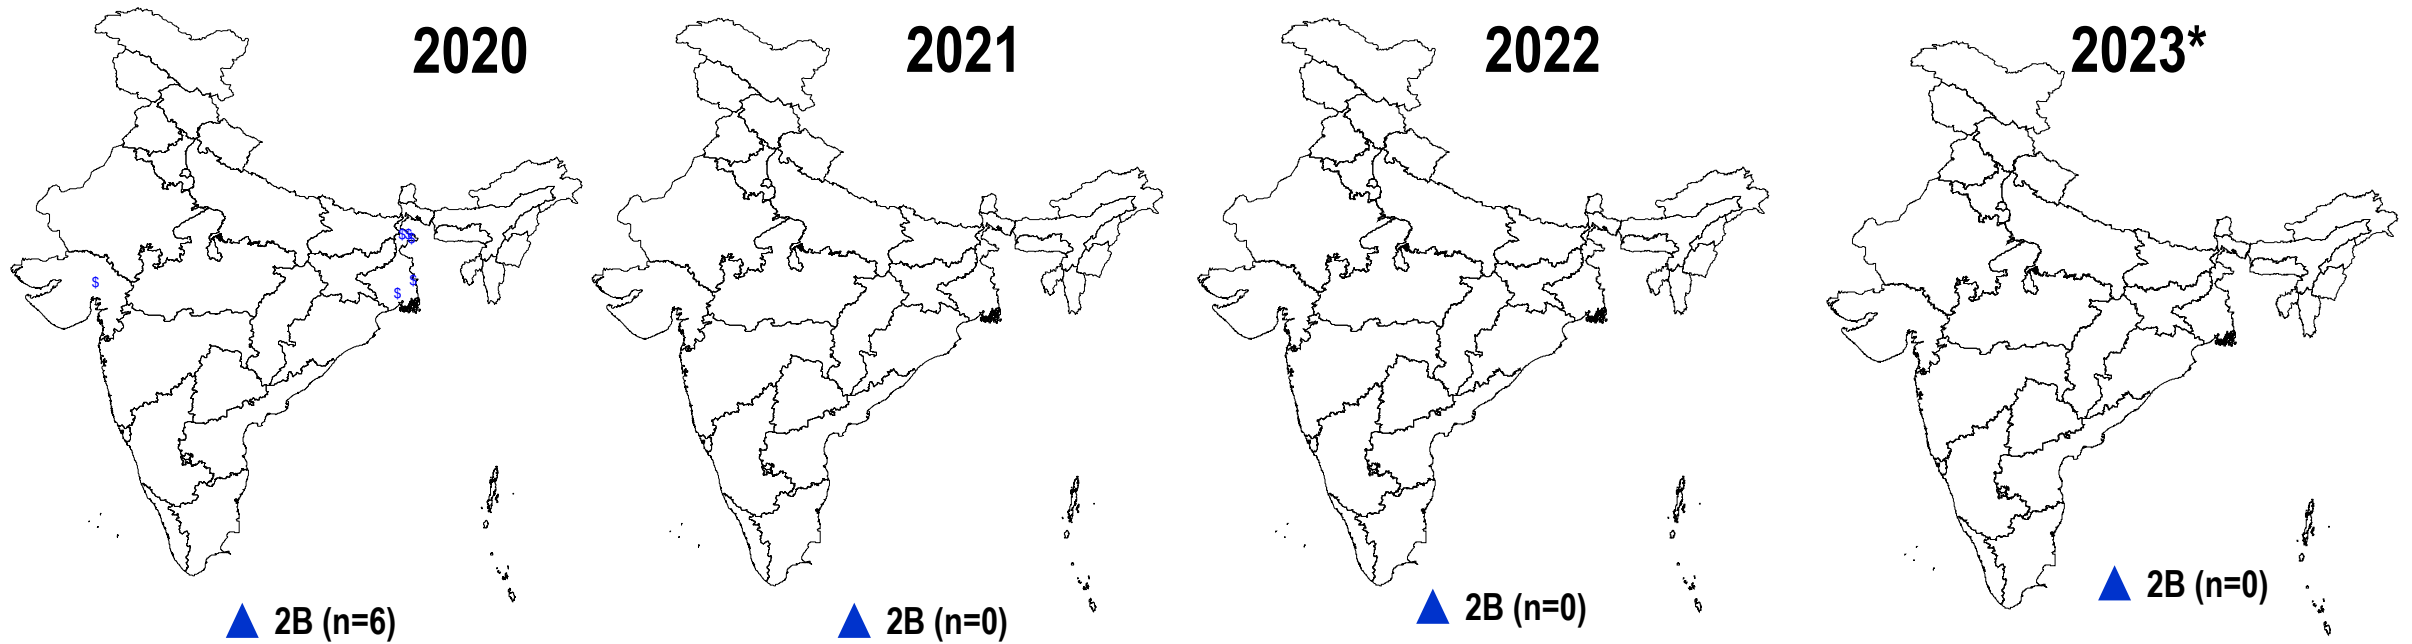 2020
2021
2022
2023*
$ $ $
$
$
$
2B (n=6)
2B (n=0)
2B (n=0)
2B (n=0)